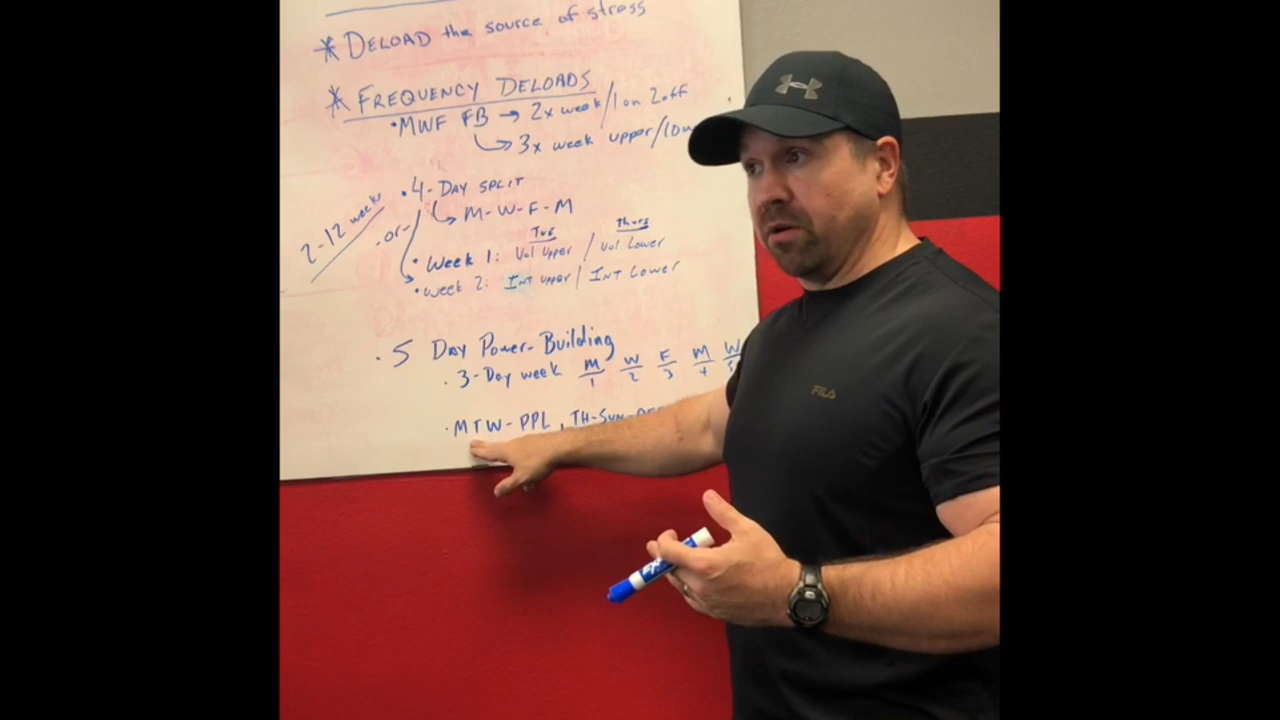 * DELOAD the source of stress
* FREQUENCY DELOADS
• MWF FB → 2x week/1 on 2 off
→ 3x week upper/low
2-12 weeks
• 4-DAY SPLIT
→ M-W-F-M
-or-
Tue Thurs
• Week 1: Vol Upper / Vol Lower
• Week 2: INT upper / INT Lower
• 5 Day Power-Building
• 3-Day week M W F M W
1 2 3 4 5
• MTW-PPL, TH-SUN-
FILA